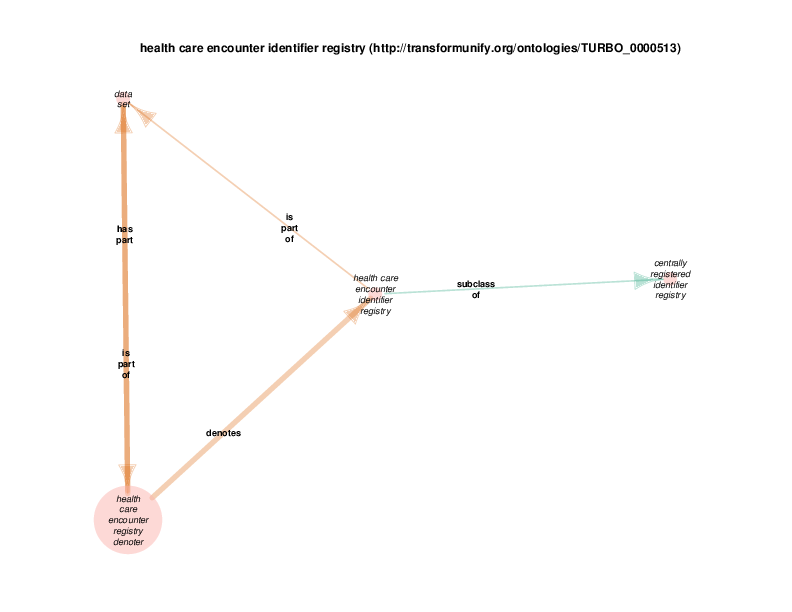 health care encounter identifier registry (http://transformunify.org/ontologies/TURBO_0000513)
data
set
has
part
is
part
of
is
part
of
health care
encounter
identifier
registry
subclass
of
centrally
registered
identifier
registry
denotes
health
care
encounter
registry
denoter